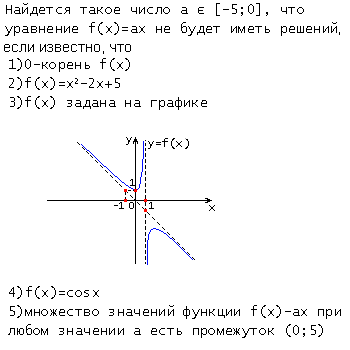 Найдется такое число a ∈ [-5;0], что
уравнение f(x)=ax не будет иметь решений,
если известно, что
1)0-корень f(x)
2)f(x)=x²-2x+5
3)f(x) задана на графике
y
y=f(x)
1
-1 0 1
x
4)f(x)=cosx
5)множество значений функции f(x)-ax при
любом значении a есть промежуток (0;5)